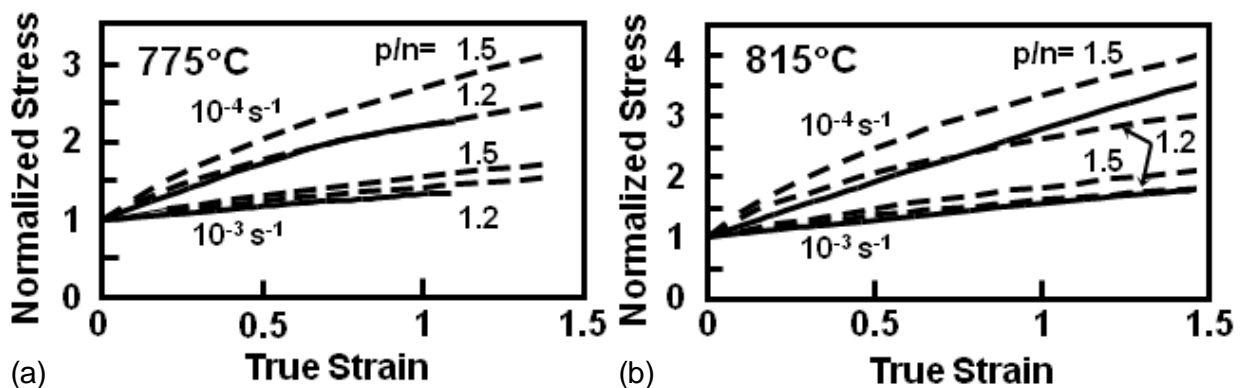 775°C
p/n= 1.5
1.2
10⁻⁴ s⁻¹
1.5
1.2
10⁻³ s⁻¹
Normalized Stress
3
2
1
0
0
0.5
1
1.5
True Strain
(a)
815°C
p/n= 1.5
10⁻⁴ s⁻¹
1.2
1.5
10⁻³ s⁻¹
Normalized Stress
4
3
2
1
0
0
0.5
1
1.5
True Strain
(b)